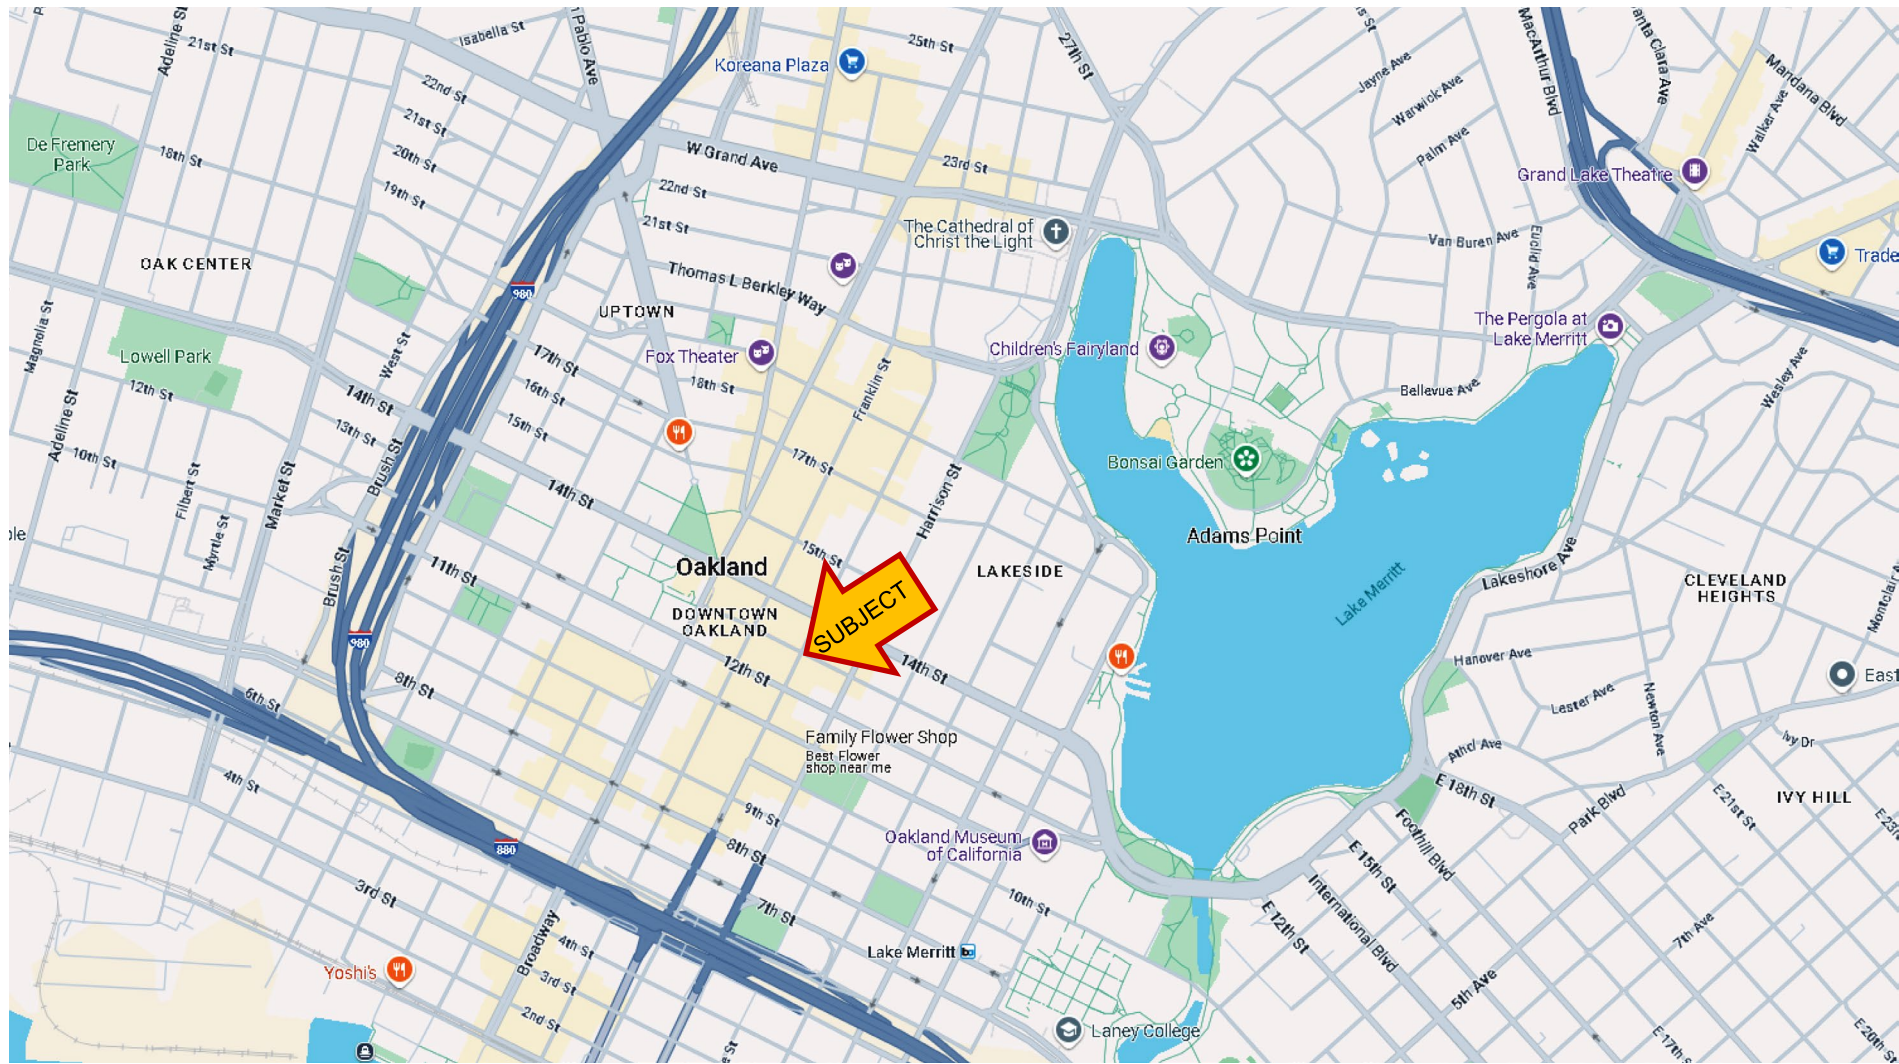 Adeline St
21st St
Isabella St
Pablo Ave
Koreana Plaza
25th St
27th St
Jayne Ave
Warwick Ave
Palm Ave
MacArthur Blvd
Mandana Blvd
Walker Ave
22nd St
21st St
20th St
19th St
De Fremery
Park
18th St
W Grand Ave
23rd St
22nd St
21st St
The Cathedral of
Christ the Light
Grand Lake Theatre
Van Buren Ave
Euclid Ave
Trade
OAK CENTER
980
Thomas L Berkley Way
UPTOWN
Magnolia St
Lowell Park
West St
17th St
16th St
15th St
Fox Theater
18th St
Franklin St
Children's Fairyland
The Pergola at
Lake Merritt
Bellevue Ave
Wesley Ave
12th St
14th St
13th St
Adeline St
10th St
Filbert St
Myrtle St
Market St
Brush St
14th St
17th St
Harrison St
Bonsai Garden
Adams Point
Brush St
11th St
Oakland
15th St
SUBJECT
LAKESIDE
Lake Merritt
Lakeshore Ave
CLEVELAND
HEIGHTS
DOWNTOWN
OAKLAND
980
12th St
14th St
Hanover Ave
Lester Ave
Newton Ave
East
6th St
8th St
Family Flower Shop
Best Flower
shop near me
Athol Ave
Ivy Dr
4th St
E 18th St
Park Blvd
E 21st St
IVY HILL
9th St
8th St
880
Oakland Museum
of California
Foothill Blvd
E 15th St
3rd St
7th St
10th St
International Blvd
E 12th St
7th Ave
Broadway
4th St
3rd St
2nd St
Yoshi's
Lake Merritt
5th Ave
Laney College
E 17th St
E 20th St